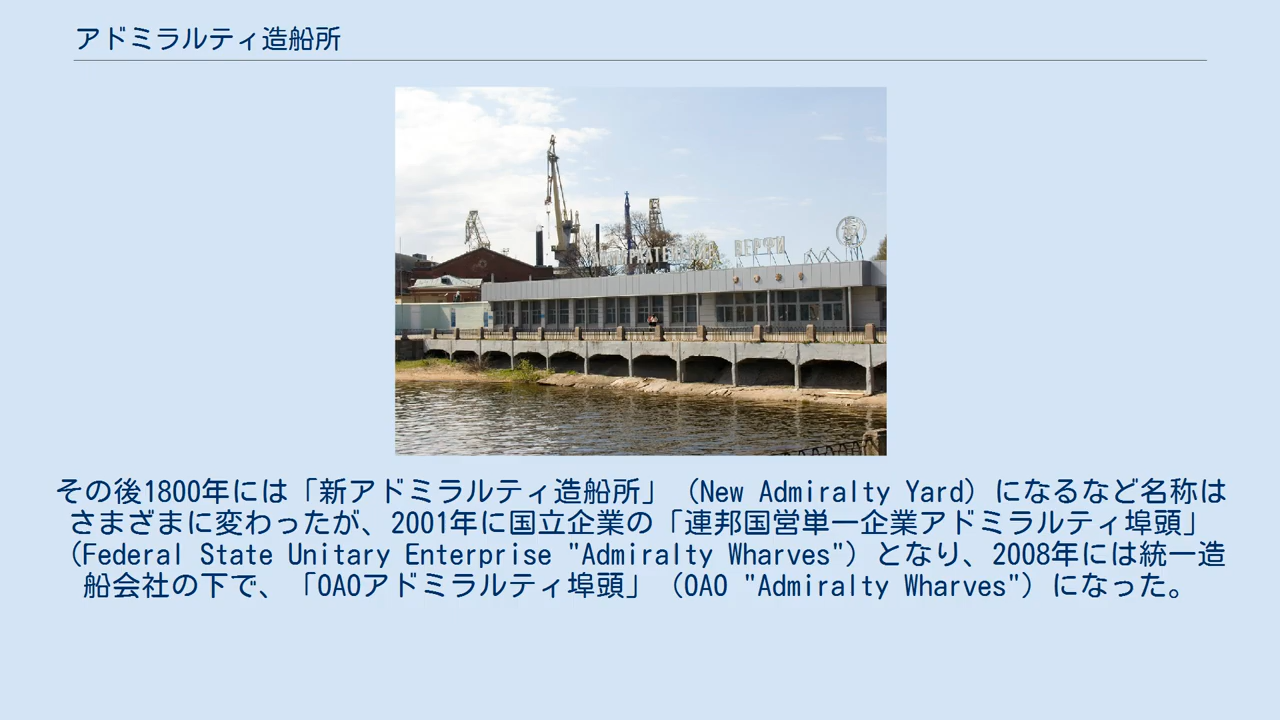 アドミラルティ造船所
ВЕРФИ
その後1800年には「新アドミラルティ造船所」（New Admiralty Yard）になるなど名称は
さまざまに変わったが、2001年に国立企業の「連邦国営単一企業アドミラルティ埠頭」
（Federal State Unitary Enterprise "Admiralty Wharves"）となり、2008年には統一造
船会社の下で、「OAOアドミラルティ埠頭」（OAO "Admiralty Wharves"）になった。